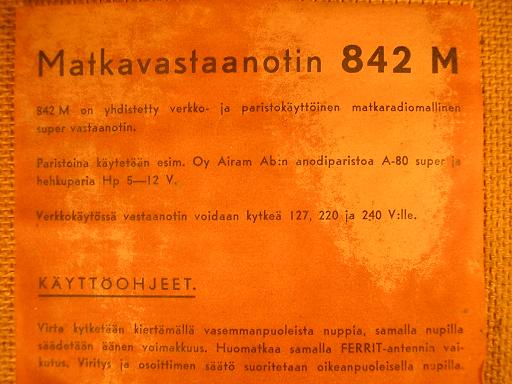 Matkavastaanotin 842 M
842 M on yhdistetty verkko- ja paristokäyttöinen matkaradiomallinen
super vastaanotin.
Paristoina käytetään esim. Oy Airam Ab:n anodiparistoa A-80 super ja
hehkuparia Hp 5—12 V.
Verkkokäytössä vastaanotin voidaan kytkeä 127, 220 ja 240 V:lle.
KÄYTTÖOHJEET.
Virta kytketään kiertämällä vasemmanpuoleista nuppia, samalla nupilla
säädetään äänen voimakkuus. Huomatkaa samalla FERRIT-antennin vai-
kutus. Viritys ja osoittimen säätö suoritetaan oikeanpuoleisella nupilla.